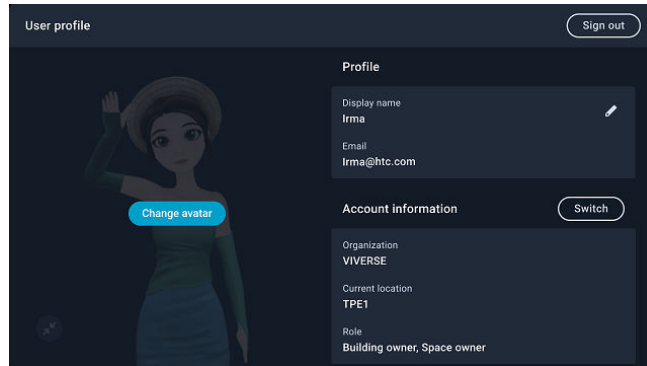 User profile
Sign out
Change avatar
Profile
Display name
Irma
Email
Irma@htc.com
Account information
Switch
Organization
VIVERSE
Current location
TPE1
Role
Building owner, Space owner